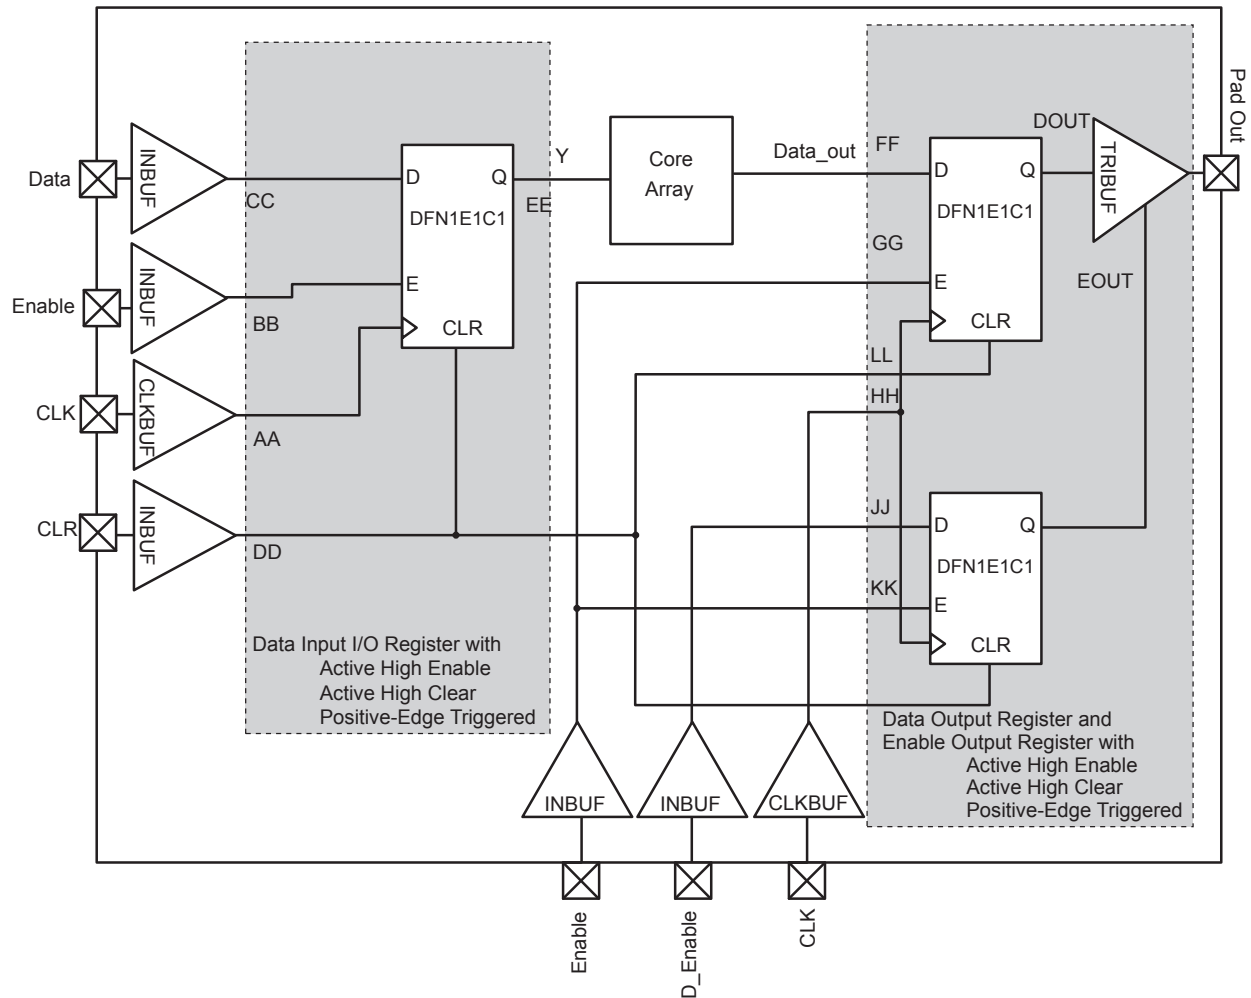 Data
INBUF
CC
D
Q
DFN1E1C1
E
CLR
Y
EE
Core
Array
Data_out
FF
GG
D
Q
DFN1E1C1
E
CLR
DOUT
TRIBUF
EOUT
Pad Out
Enable
INBUF
BB
CLK
CLKBUF
AA
CLR
INBUF
DD
LL
HH
JJ
KK
D
Q
DFN1E1C1
E
CLR
Data Input I/O Register with
Active High Enable
Active High Clear
Positive-Edge Triggered
Data Output Register and
Enable Output Register with
Active High Enable
Active High Clear
Positive-Edge Triggered
INBUF
INBUF
CLKBUF
Enable
D_Enable
CLK